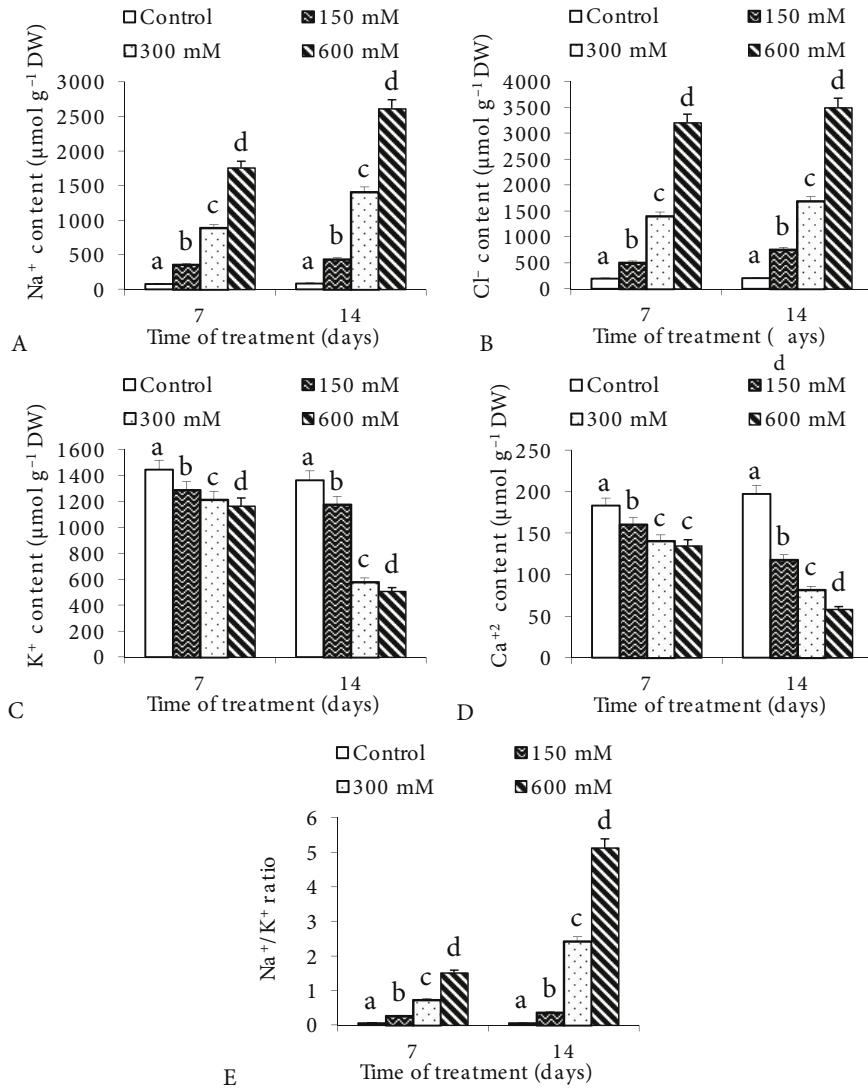 Control 150 mM
300 mM 600 mM
Na⁺ content (µmol g⁻¹ DW)
3000
2500
2000
1500
1000
500
0
a b c d a b c d
7 14
Time of treatment (days)
A
Control 150 mM
300 mM 600 mM
Cl⁻ content (µmol g⁻¹ DW)
4000
3500
3000
2500
2000
1500
1000
500
0
a b c d a b c d
7 14
Time of treatment ( ays)
d
B
Control 150 mM
300 mM 600 mM
K⁺ content (µmol g⁻¹ DW)
1600
1400
1200
1000
800
600
400
200
0
a b c d a b c d
7 14
Time of treatment (days)
C
Control 150 mM
300 mM 600 mM
Ca⁺² content (µmol g⁻¹ DW)
250
200
150
100
50
0
a b c c a b c d
7 14
Time of treatment (days)
D
Control 150 mM
300 mM 600 mM
Na⁺/K⁺ ratio
6
5
4
3
2
1
0
a b c d a b c d
7 14
Time of treatment (days)
E